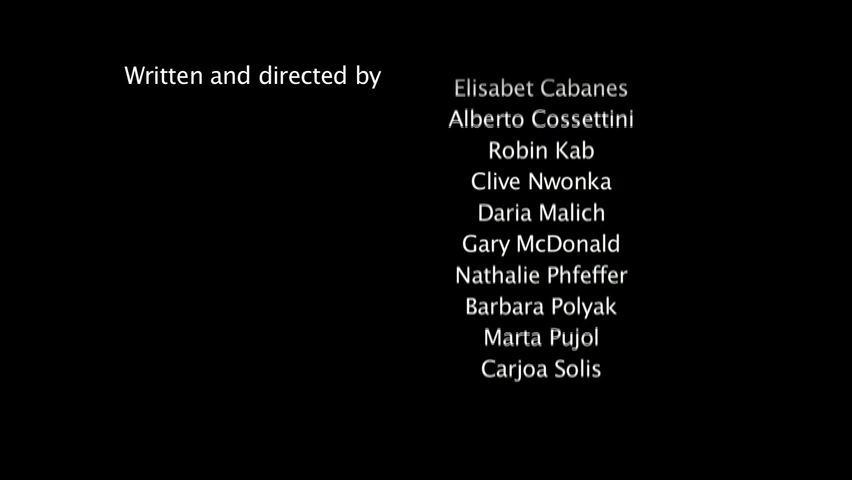 Written and directed by
Elisabet Cabanes
Alberto Cossettini
Robin Kab
Clive Nwonka
Daria Malich
Gary McDonald
Nathalie Phfeffer
Barbara Polyak
Marta Pujol
Carjoa Solis